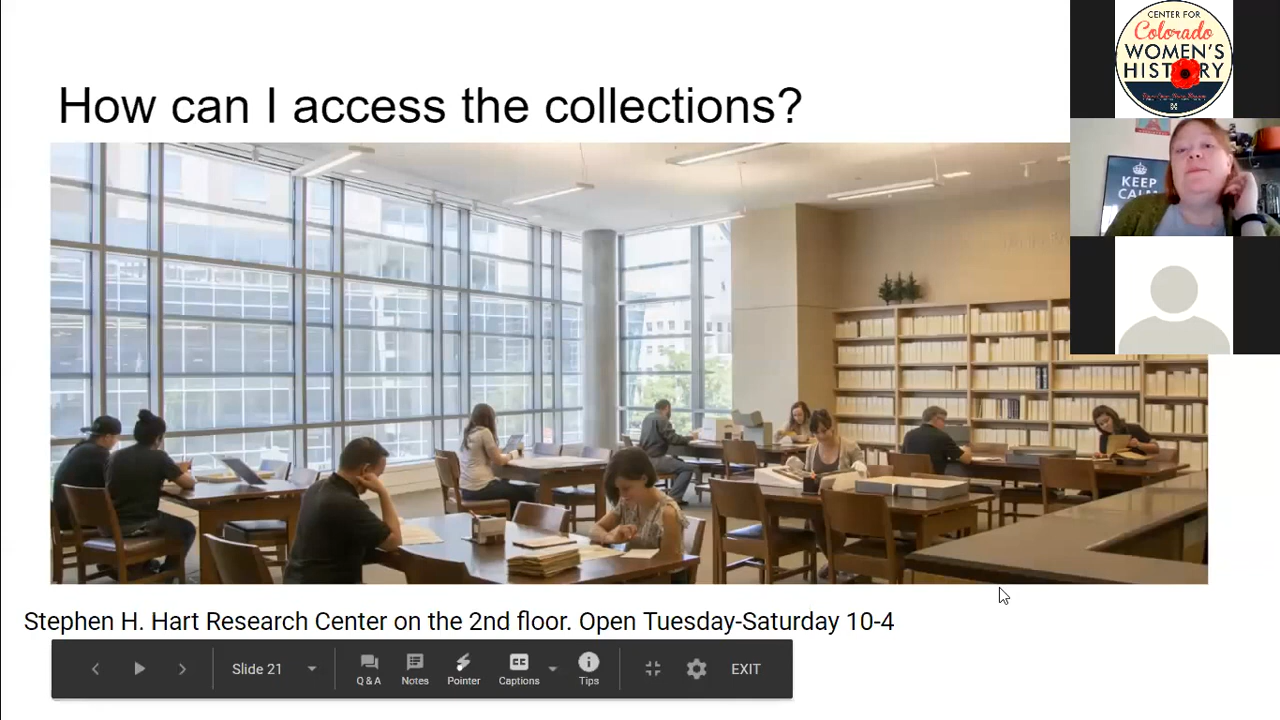 How can I access the collections?
CENTER FOR
Colorado
WOMEN'S
HISTORY
KEEP
CALM
Stephen H. Hart Research Center on the 2nd floor. Open Tuesday-Saturday 10-4
Slide 21
Q & A
Notes
Pointer
CC
Captions
Tips
EXIT